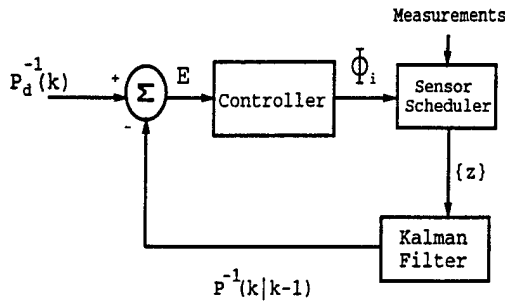 Measurements
P_d^{-1}(k)
+
Σ
-
E
Controller
Φ_i
Sensor
Scheduler
{z}
Kalman
Filter
P^{-1}(k|k-1)